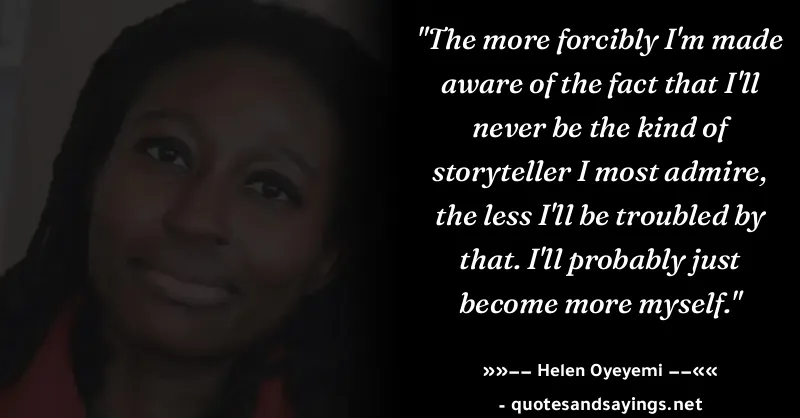 "The more forcibly I'm made
aware of the fact that I'll
never be the kind of
storyteller I most admire,
the less I'll be troubled by
that. I'll probably just
become more myself."
»»–– Helen Oyeyemi ––««
- quotesandsayings.net